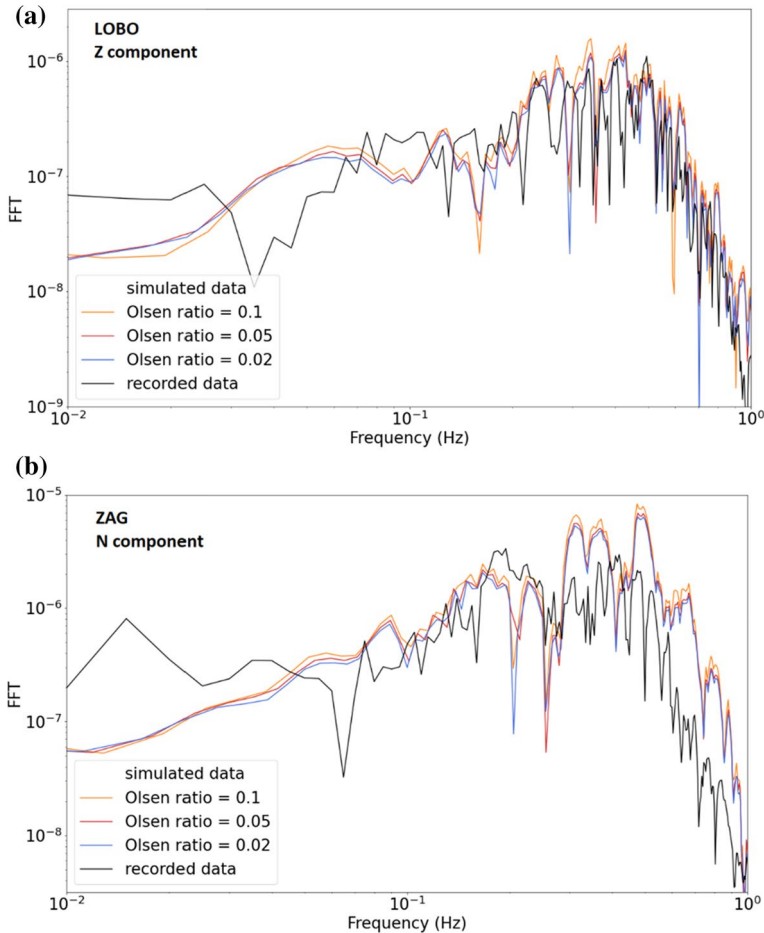 (a)
LOBO
Z component
10⁻⁶
10⁻⁷
10⁻⁸
10⁻⁹
FFT
simulated data
Olsen ratio = 0.1
Olsen ratio = 0.05
Olsen ratio = 0.02
recorded data
10⁻²
10⁻¹
10⁰
Frequency (Hz)
(b)
ZAG
N component
10⁻⁵
10⁻⁶
10⁻⁷
10⁻⁸
FFT
simulated data
Olsen ratio = 0.1
Olsen ratio = 0.05
Olsen ratio = 0.02
recorded data
10⁻²
10⁻¹
10⁰
Frequency (Hz)